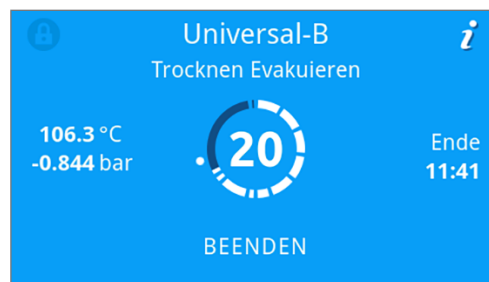 Universal-B
i
Trocknen Evakuieren
106.3 °C
-0.844 bar
20
Ende
11:41
BEENDEN